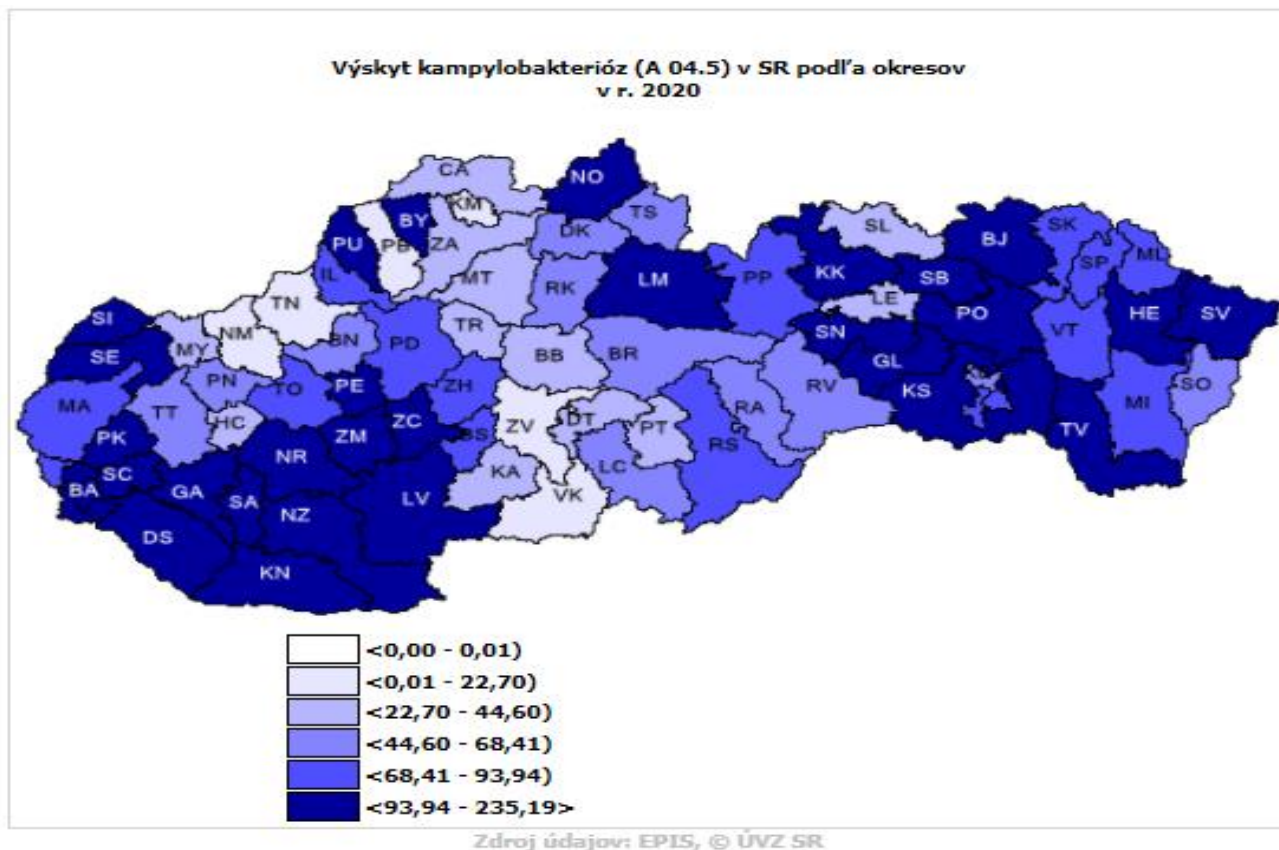 Výskyt kampylobakterióz (A 04.5) v SR podľa okresov
v r. 2020
CA
NO
KM
TS
BY
SL
SK
PU
PB
ZA
DK
BJ
SP
ML
IL
MT
LM
PP
KK
SB
TN
RK
LE
PO
HE
SV
SI
NM
TR
SN
VT
MY
BN
PD
BB
BR
GL
SE
PN
TO
PE
ZH
RV
KS
SO
MA
TT
HC
ZC
ZV
DT
PT
RA
MI
PK
ZM
BS
RS
TV
NR
SC
KA
LC
BA
GA
SA
LV
VK
NZ
DS
KN
<0,00 - 0,01)
<0,01 - 22,70)
<22,70 - 44,60)
<44,60 - 68,41)
<68,41 - 93,94)
<93,94 - 235,19>
Zdroj údajov: EPIS, © ÚVZ SR